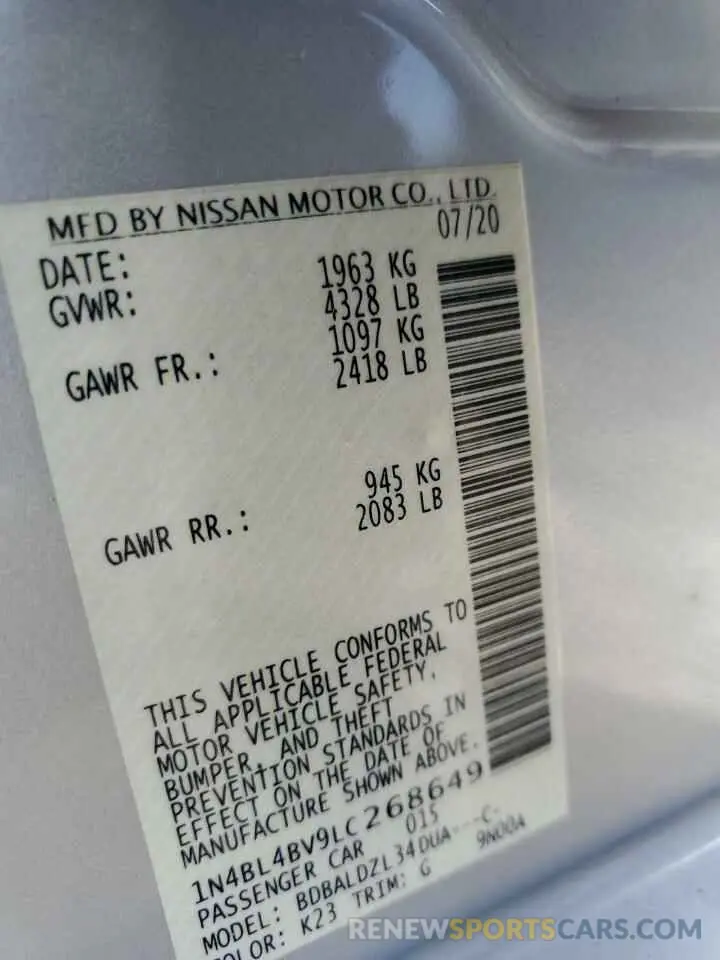 MFD BY NISSAN MOTOR CO., LTD.
DATE: 07/20
GVWR: 1963 KG
4328 LB
GAWR FR.: 1097 KG
2418 LB
GAWR RR.: 945 KG
2083 LB
THIS VEHICLE CONFORMS TO
ALL APPLICABLE FEDERAL
MOTOR VEHICLE SAFETY,
BUMPER, AND THEFT
PREVENTION STANDARDS IN
EFFECT ON THE DATE OF
MANUFACTURE SHOWN ABOVE.
1N4BL4BV9LC268649
PASSENGER CAR 015
MODEL: BDBALDZL34DUA---C-
OLOR: K23 TRIM: G 9N00A
RENEWSPORTSCARS.COM